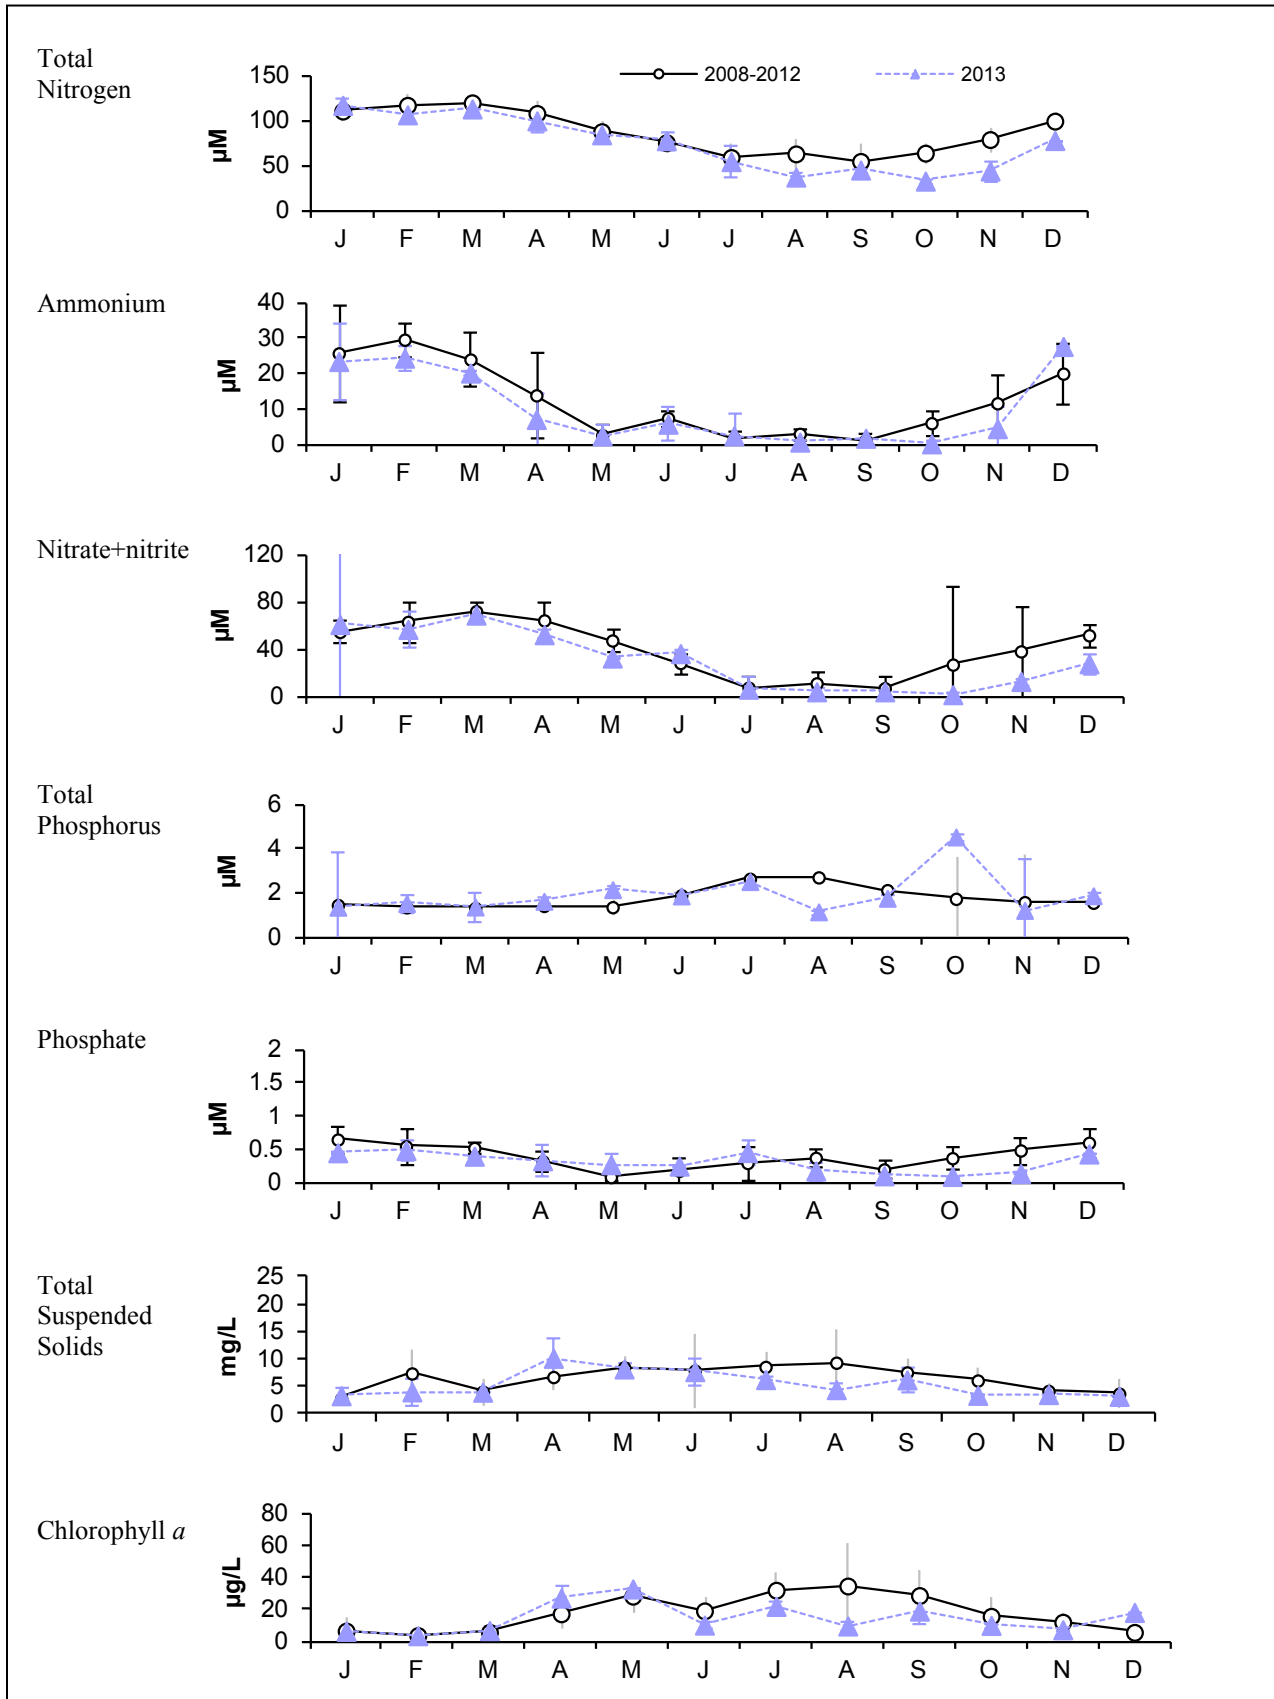 Total
Nitrogen
2008-2012 2013
µM
150
100
50
0
J F M A M J J A S O N D
Ammonium
µM
40
30
20
10
0
J F M A M J J A S O N D
Nitrate+nitrite
µM
120
80
40
0
J F M A M J J A S O N D
Total
Phosphorus
µM
6
4
2
0
J F M A M J J A S O N D
Phosphate
µM
2
1.5
1
0.5
0
J F M A M J J A S O N D
Total
Suspended
Solids
mg/L
25
20
15
10
5
0
J F M A M J J A S O N D
Chlorophyll a
µg/L
80
60
40
20
0
J F M A M J J A S O N D